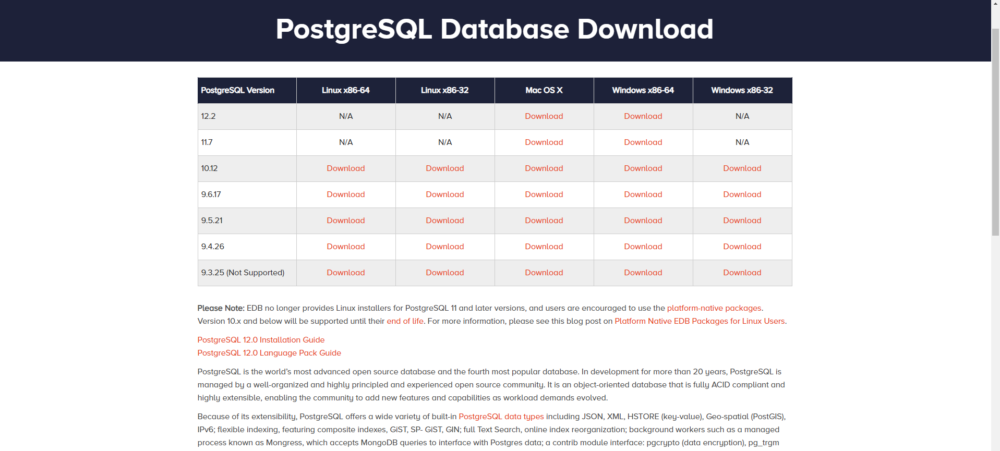 PostgreSQL Database Download
PostgreSQL Version Linux x86-64 Linux x86-32 Mac OS X Windows x86-64 Windows x86-32
12.2 N/A N/A Download Download N/A
11.7 N/A N/A Download Download N/A
10.12 Download Download Download Download Download
9.6.17 Download Download Download Download Download
9.5.21 Download Download Download Download Download
9.4.26 Download Download Download Download Download
9.3.25 (Not Supported) Download Download Download Download Download
Please Note: EDB no longer provides Linux installers for PostgreSQL 11 and later versions, and users are encouraged to use the platform-native packages.
Version 10.x and below will be supported until their end of life. For more information, please see this blog post on Platform Native EDB Packages for Linux Users.
PostgreSQL 12.0 Installation Guide
PostgreSQL 12.0 Language Pack Guide
PostgreSQL is the world’s most advanced open source database and the fourth most popular database. In development for more than 20 years, PostgreSQL is
managed by a well-organized and highly principled and experienced open source community. It is an object-oriented database that is fully ACID compliant and
highly extensible, enabling the community to add new features and capabilities as workload demands evolved.
Because of its extensibility, PostgreSQL offers a wide variety of built-in PostgreSQL data types including JSON, XML, HSTORE (key-value), Geo-spatial (PostGIS),
IPv6; flexible indexing, featuring composite indexes, GiST, SP- GiST, GIN; full Text Search, online index reorganization; background workers such as a managed
process known as Mongress, which accepts MongoDB queries to interface with Postgres data; a contrib module interface: pgcrypto (data encryption), pg_trgm